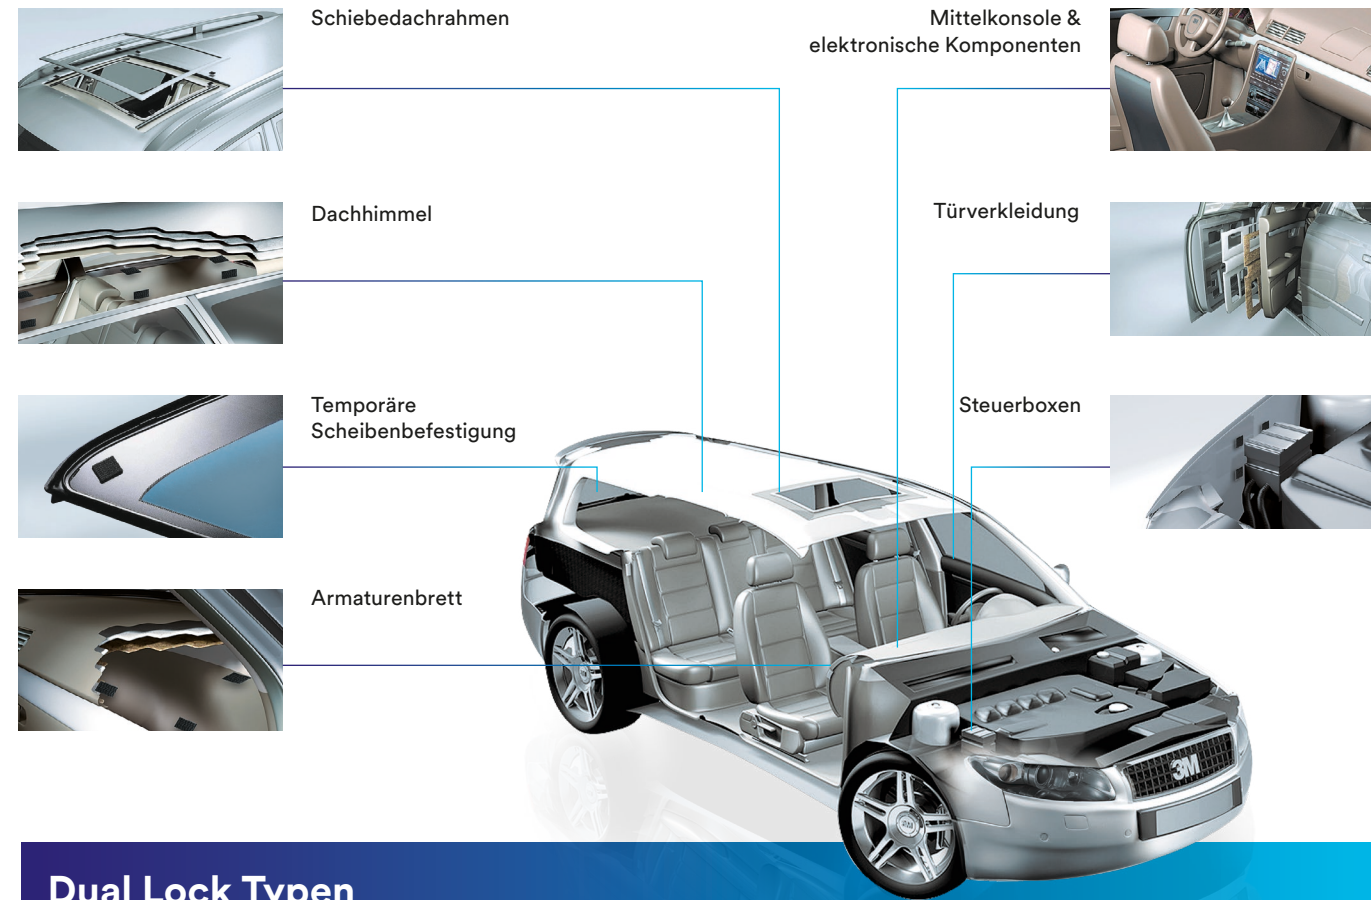 Schiebedachrahmen
Mittelkonsole &
elektronische Komponenten
Dachhimmel
Türverkleidung
Temporäre
Scheibenbefestigung
Steuerboxen
Armaturenbrett
3M
Dual Lock Typen